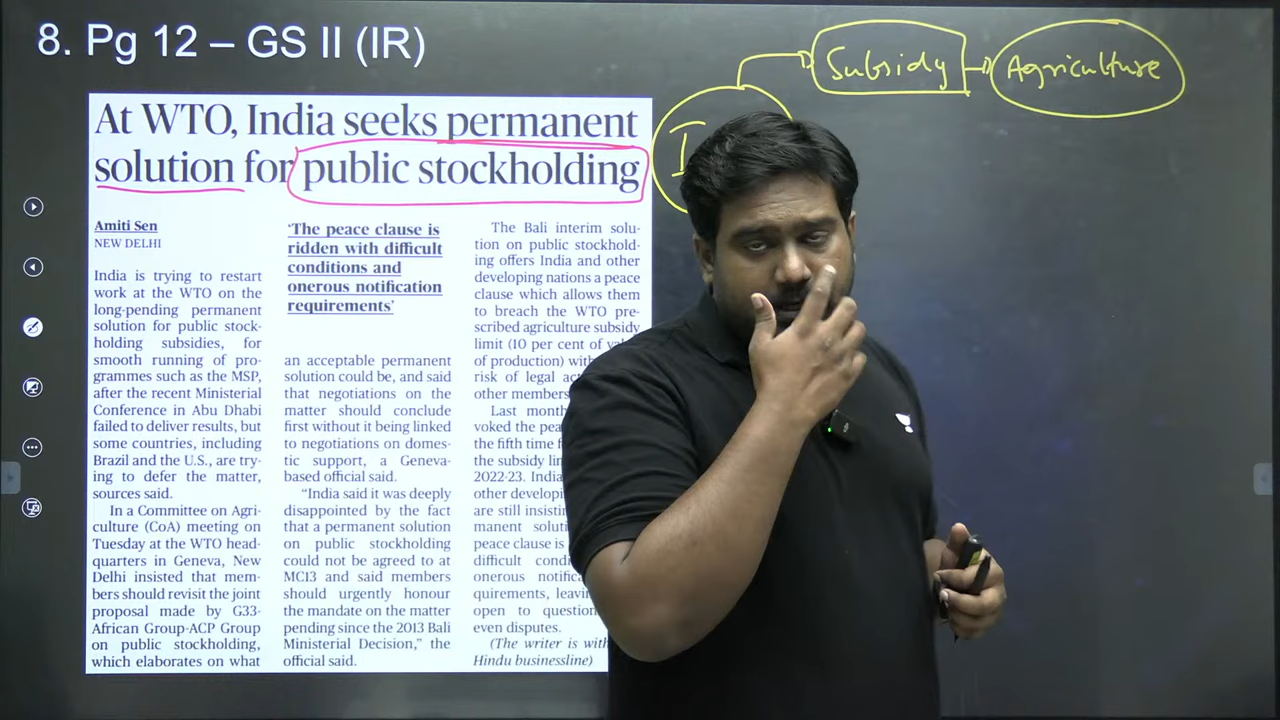 8. Pg 12 – GS II (IR)
Subsidy
Agriculture
At WTO, India seeks permanent
solution for public stockholding
I
Amiti Sen
NEW DELHI
India is trying to restart
work at the WTO on the
long-pending permanent
solution for public stock-
holding subsidies, for
smooth running of pro-
grammes such as the MSP,
after the recent Ministerial
Conference in Abu Dhabi
failed to deliver results, but
some countries, including
Brazil and the U.S., are try-
ing to defer the matter,
sources said.
In a Committee on Agri-
culture (CoA) meeting on
Tuesday at the WTO head-
quarters in Geneva, New
Delhi insisted that mem-
bers should revisit the joint
proposal made by G33-
African Group-ACP Group
on public stockholding,
which elaborates on what
‘The peace clause is
ridden with difficult
conditions and
onerous notification
requirements’
an acceptable permanent
solution could be, and said
that negotiations on the
matter should conclude
first without it being linked
to negotiations on domes-
tic support, a Geneva-
based official said.
“India said it was deeply
disappointed by the fact
that a permanent solution
on public stockholding
could not be agreed to at
MC13 and said members
should urgently honour
the mandate on the matter
pending since the 2013 Bali
Ministerial Decision,” the
official said.
The Bali interim solu-
tion on public stockhold-
ing offers India and other
developing nations a peace
clause which allows them
to breach the WTO pre-
scribed agriculture subsidy
limit (10 per cent of
of production)
risk of legal
other members
Last month
voked the
the fifth time
the subsidy
2022-23. India
other
are still
manent
peace clause is
difficult
onerous
quirements,
open to
even disputes.
(The writer is with
Hindu businessline)